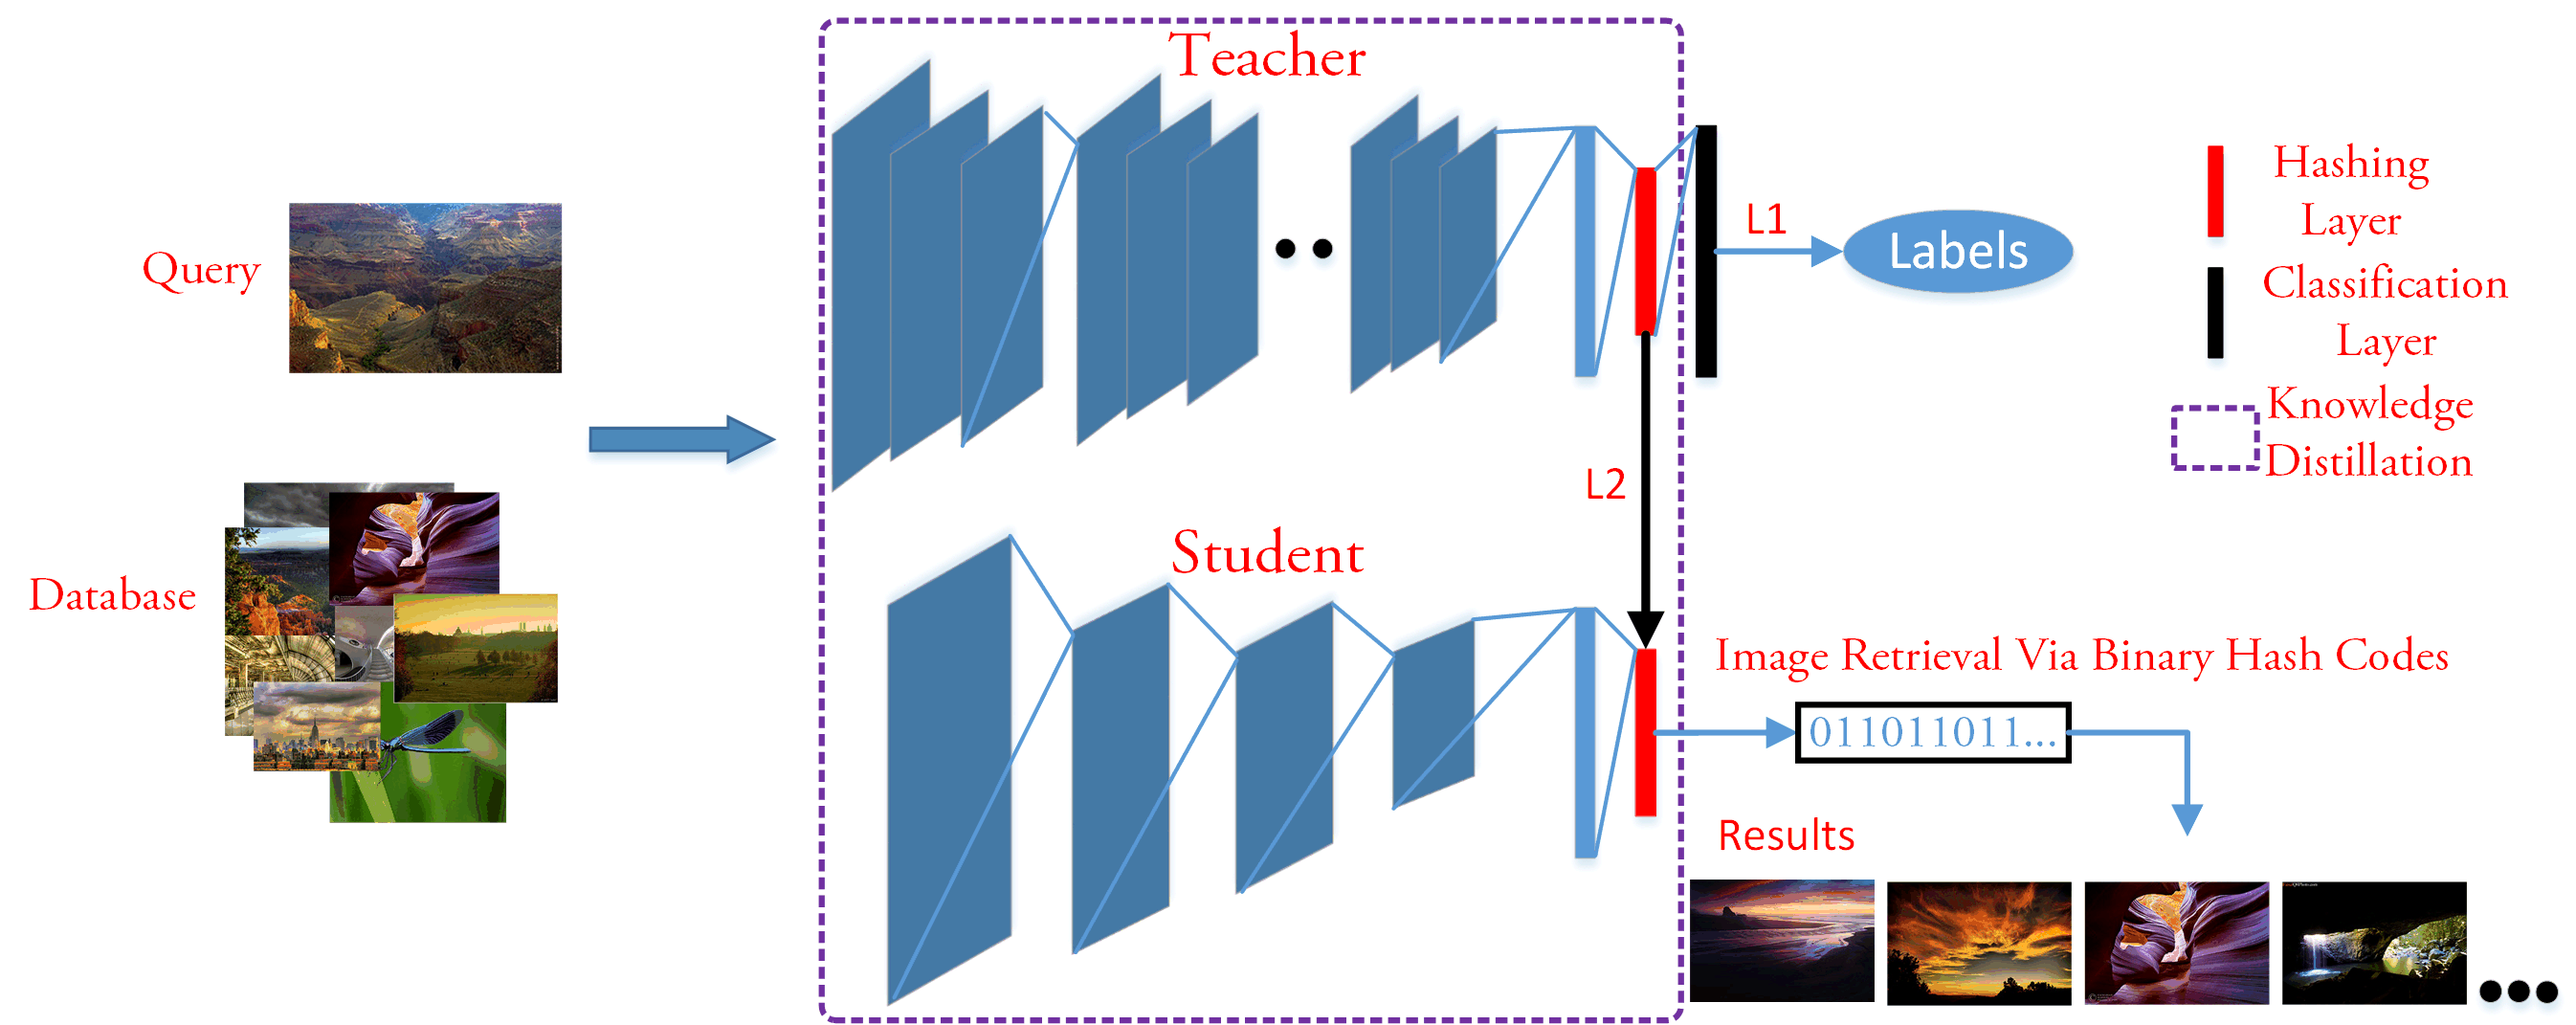 Teacher
Query
Database
L1
Labels
L2
Student
Hashing
Layer
Classification
Layer
Knowledge
Distillation
Image Retrieval Via Binary Hash Codes
011011011...
Results